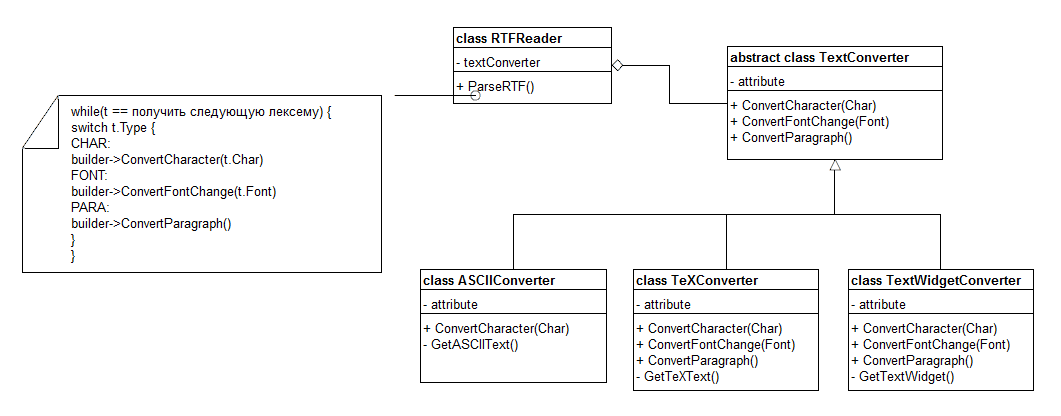 class RTFReader
- textConverter
+ ParseRTF()
abstract class TextConverter
- attribute
+ ConvertCharacter(Char)
+ ConvertFontChange(Font)
+ ConvertParagraph()
while(t == получить следующую лексему) {
switch t.Type {
CHAR:
builder->ConvertCharacter(t.Char)
FONT:
builder->ConvertFontChange(t.Font)
PARA:
builder->ConvertParagraph()
}
}
class ASCIIConverter
- attribute
+ ConvertCharacter(Char)
- GetASCIIText()
class TeXConverter
- attribute
+ ConvertCharacter(Char)
+ ConvertFontChange(Font)
+ ConvertParagraph()
- GetTeXText()
class TextWidgetConverter
- attribute
+ ConvertCharacter(Char)
+ ConvertFontChange(Font)
+ ConvertParagraph()
- GetTextWidget()